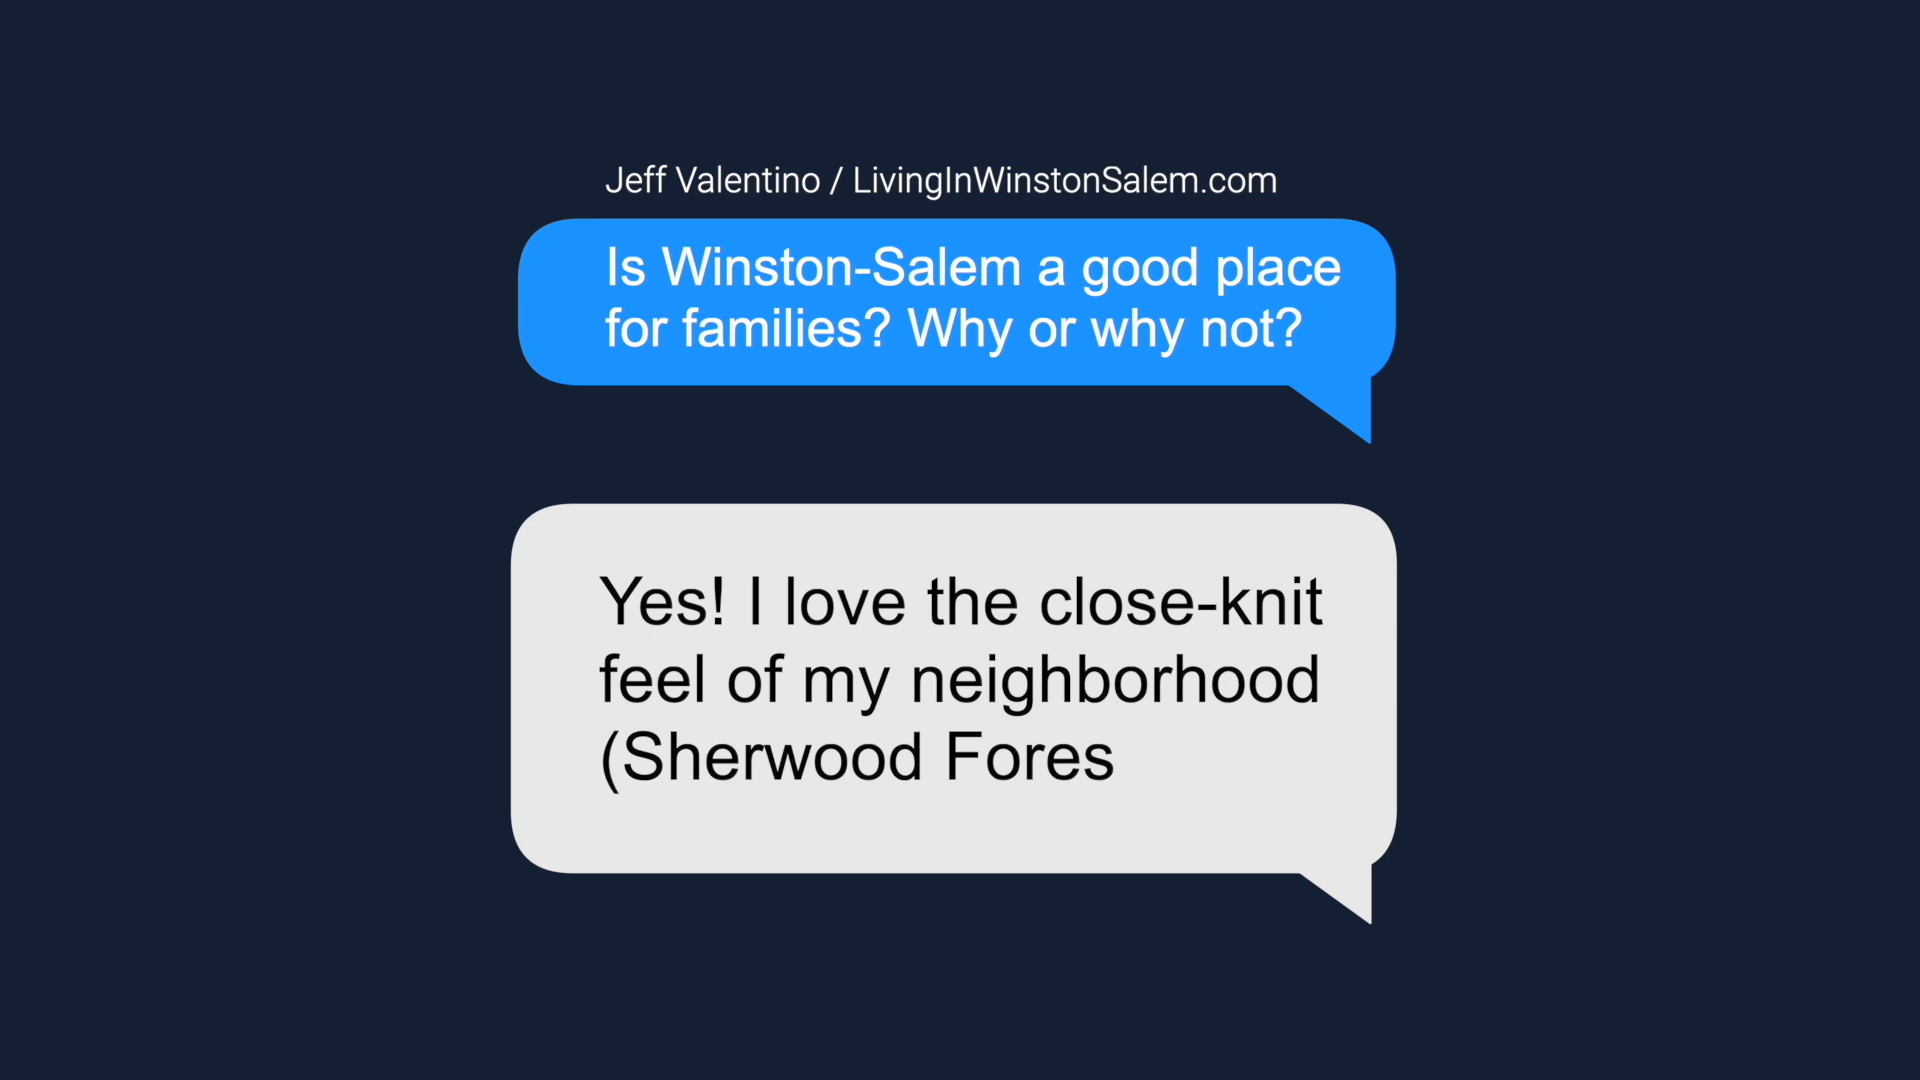 Jeff Valentino / LivingInWinstonSalem.com
Is Winston-Salem a good place
for families? Why or why not?
Yes! I love the close-knit
feel of my neighborhood
(Sherwood Fores